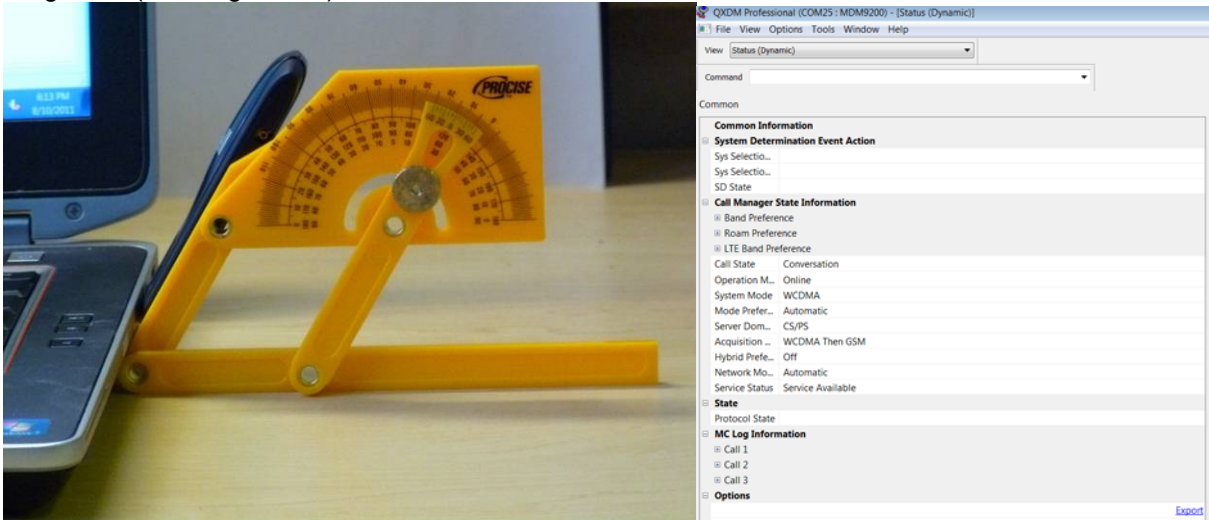 6:13 PM
8/10/2011
PROCISE
QXDM Professional (COM25 : MDM9200) - [Status (Dynamic)]
File View Options Tools Window Help
View Status (Dynamic)
Command
Common
Common Information
System Determination Event Action
Sys Selectio...
Sys Selectio...
SD State
Call Manager State Information
Band Preference
Roam Preference
LTE Band Preference
Call State Conversation
Operation M... Online
System Mode WCDMA
Mode Prefer... Automatic
Server Dom... CS/PS
Acquisition ... WCDMA Then GSM
Hybrid Prefe... Off
Network Mo... Automatic
Service Status Service Available
State
Protocol State
MC Log Information
Call 1
Call 2
Call 3
Options
Export